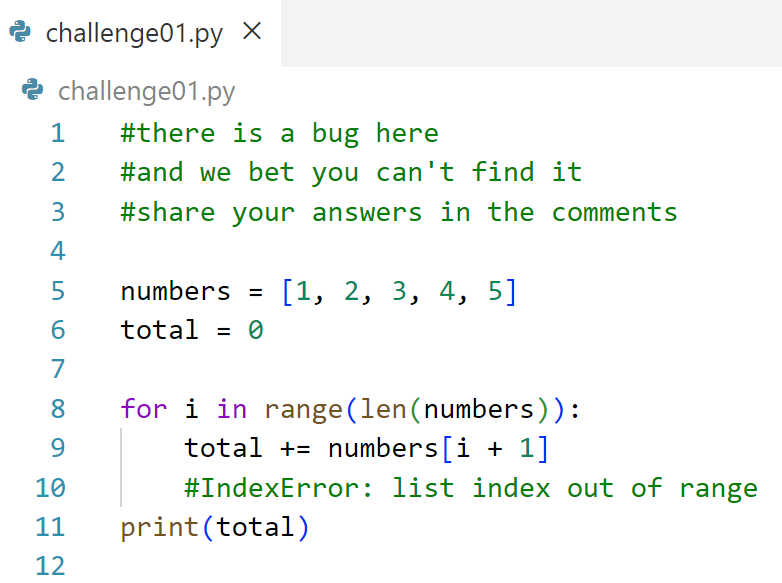 challenge01.py ×
challenge01.py
1 #there is a bug here
2 #and we bet you can't find it
3 #share your answers in the comments
4
5 numbers = [1, 2, 3, 4, 5]
6 total = 0
7
8 for i in range(len(numbers)):
9     total += numbers[i + 1]
10     #IndexError: list index out of range
11 print(total)
12